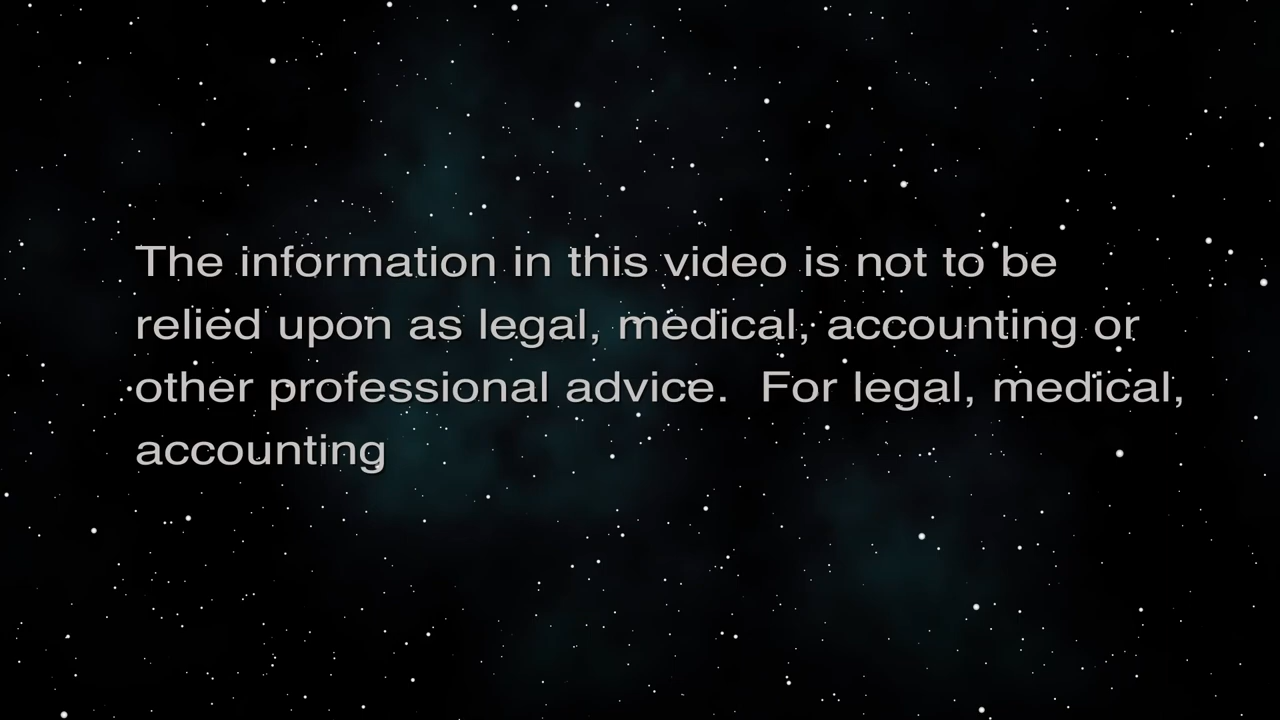 The information in this video is not to be
relied upon as legal, medical, accounting or
other professional advice.  For legal, medical,
accounting